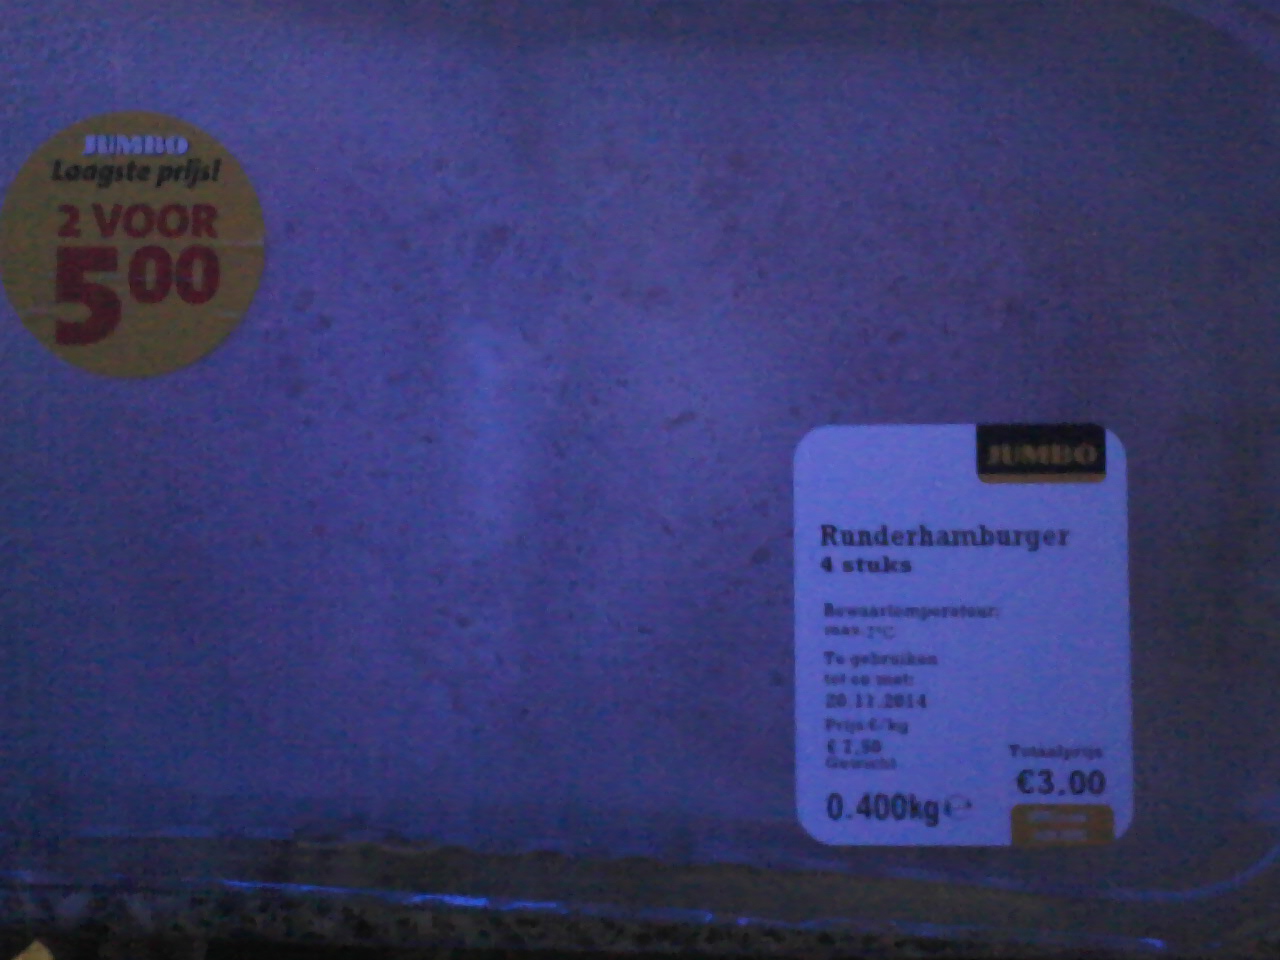 JUMBO
Laagste prijs!
2 VOOR
500
JUMBO
Runderhamburger
4 stuks
Bewaartemperatuur:
max 7°C
Te gebruiken
tot en met:
20.11.2014
Prijs €/kg
€ 7,50
Gewicht
Totaalprijs
€3.00
0.400kg e